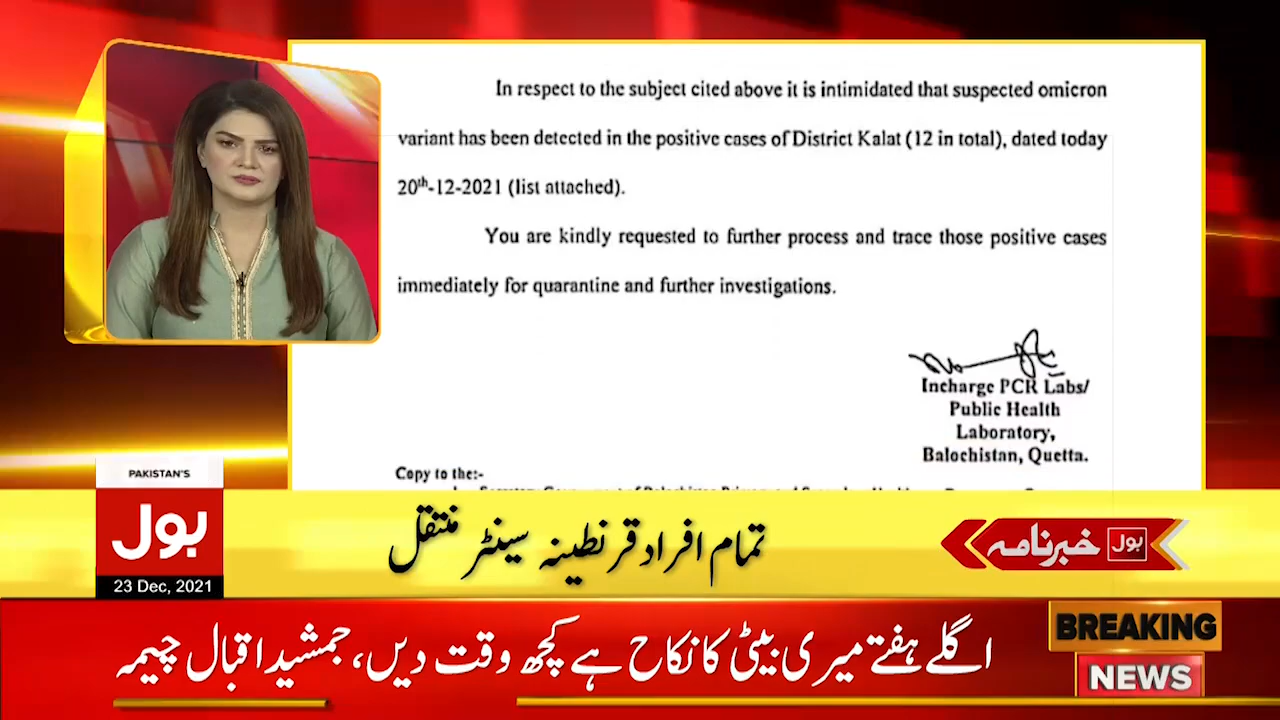 In respect to the subject cited above it is intimidated that suspected omicron
variant has been detected in the positive cases of District Kalat (12 in total), dated today
20th-12-2021 (list attached).
You are kindly requested to further process and trace those positive cases
immediately for quarantine and further investigations.
Incharge PCR Labs/
Public Health
Laboratory,
Balochistan, Quetta.
Copy to the:-
PAKISTAN'S
بول
23 Dec, 2021
تمام افراد قرنطینہ سینٹر منتقل
بول خبرنامہ
اگلے ہفتے میری بیٹی کا نکاح ہے کچھ وقت دیں، جمشید اقبال چیمہ
BREAKING
NEWS